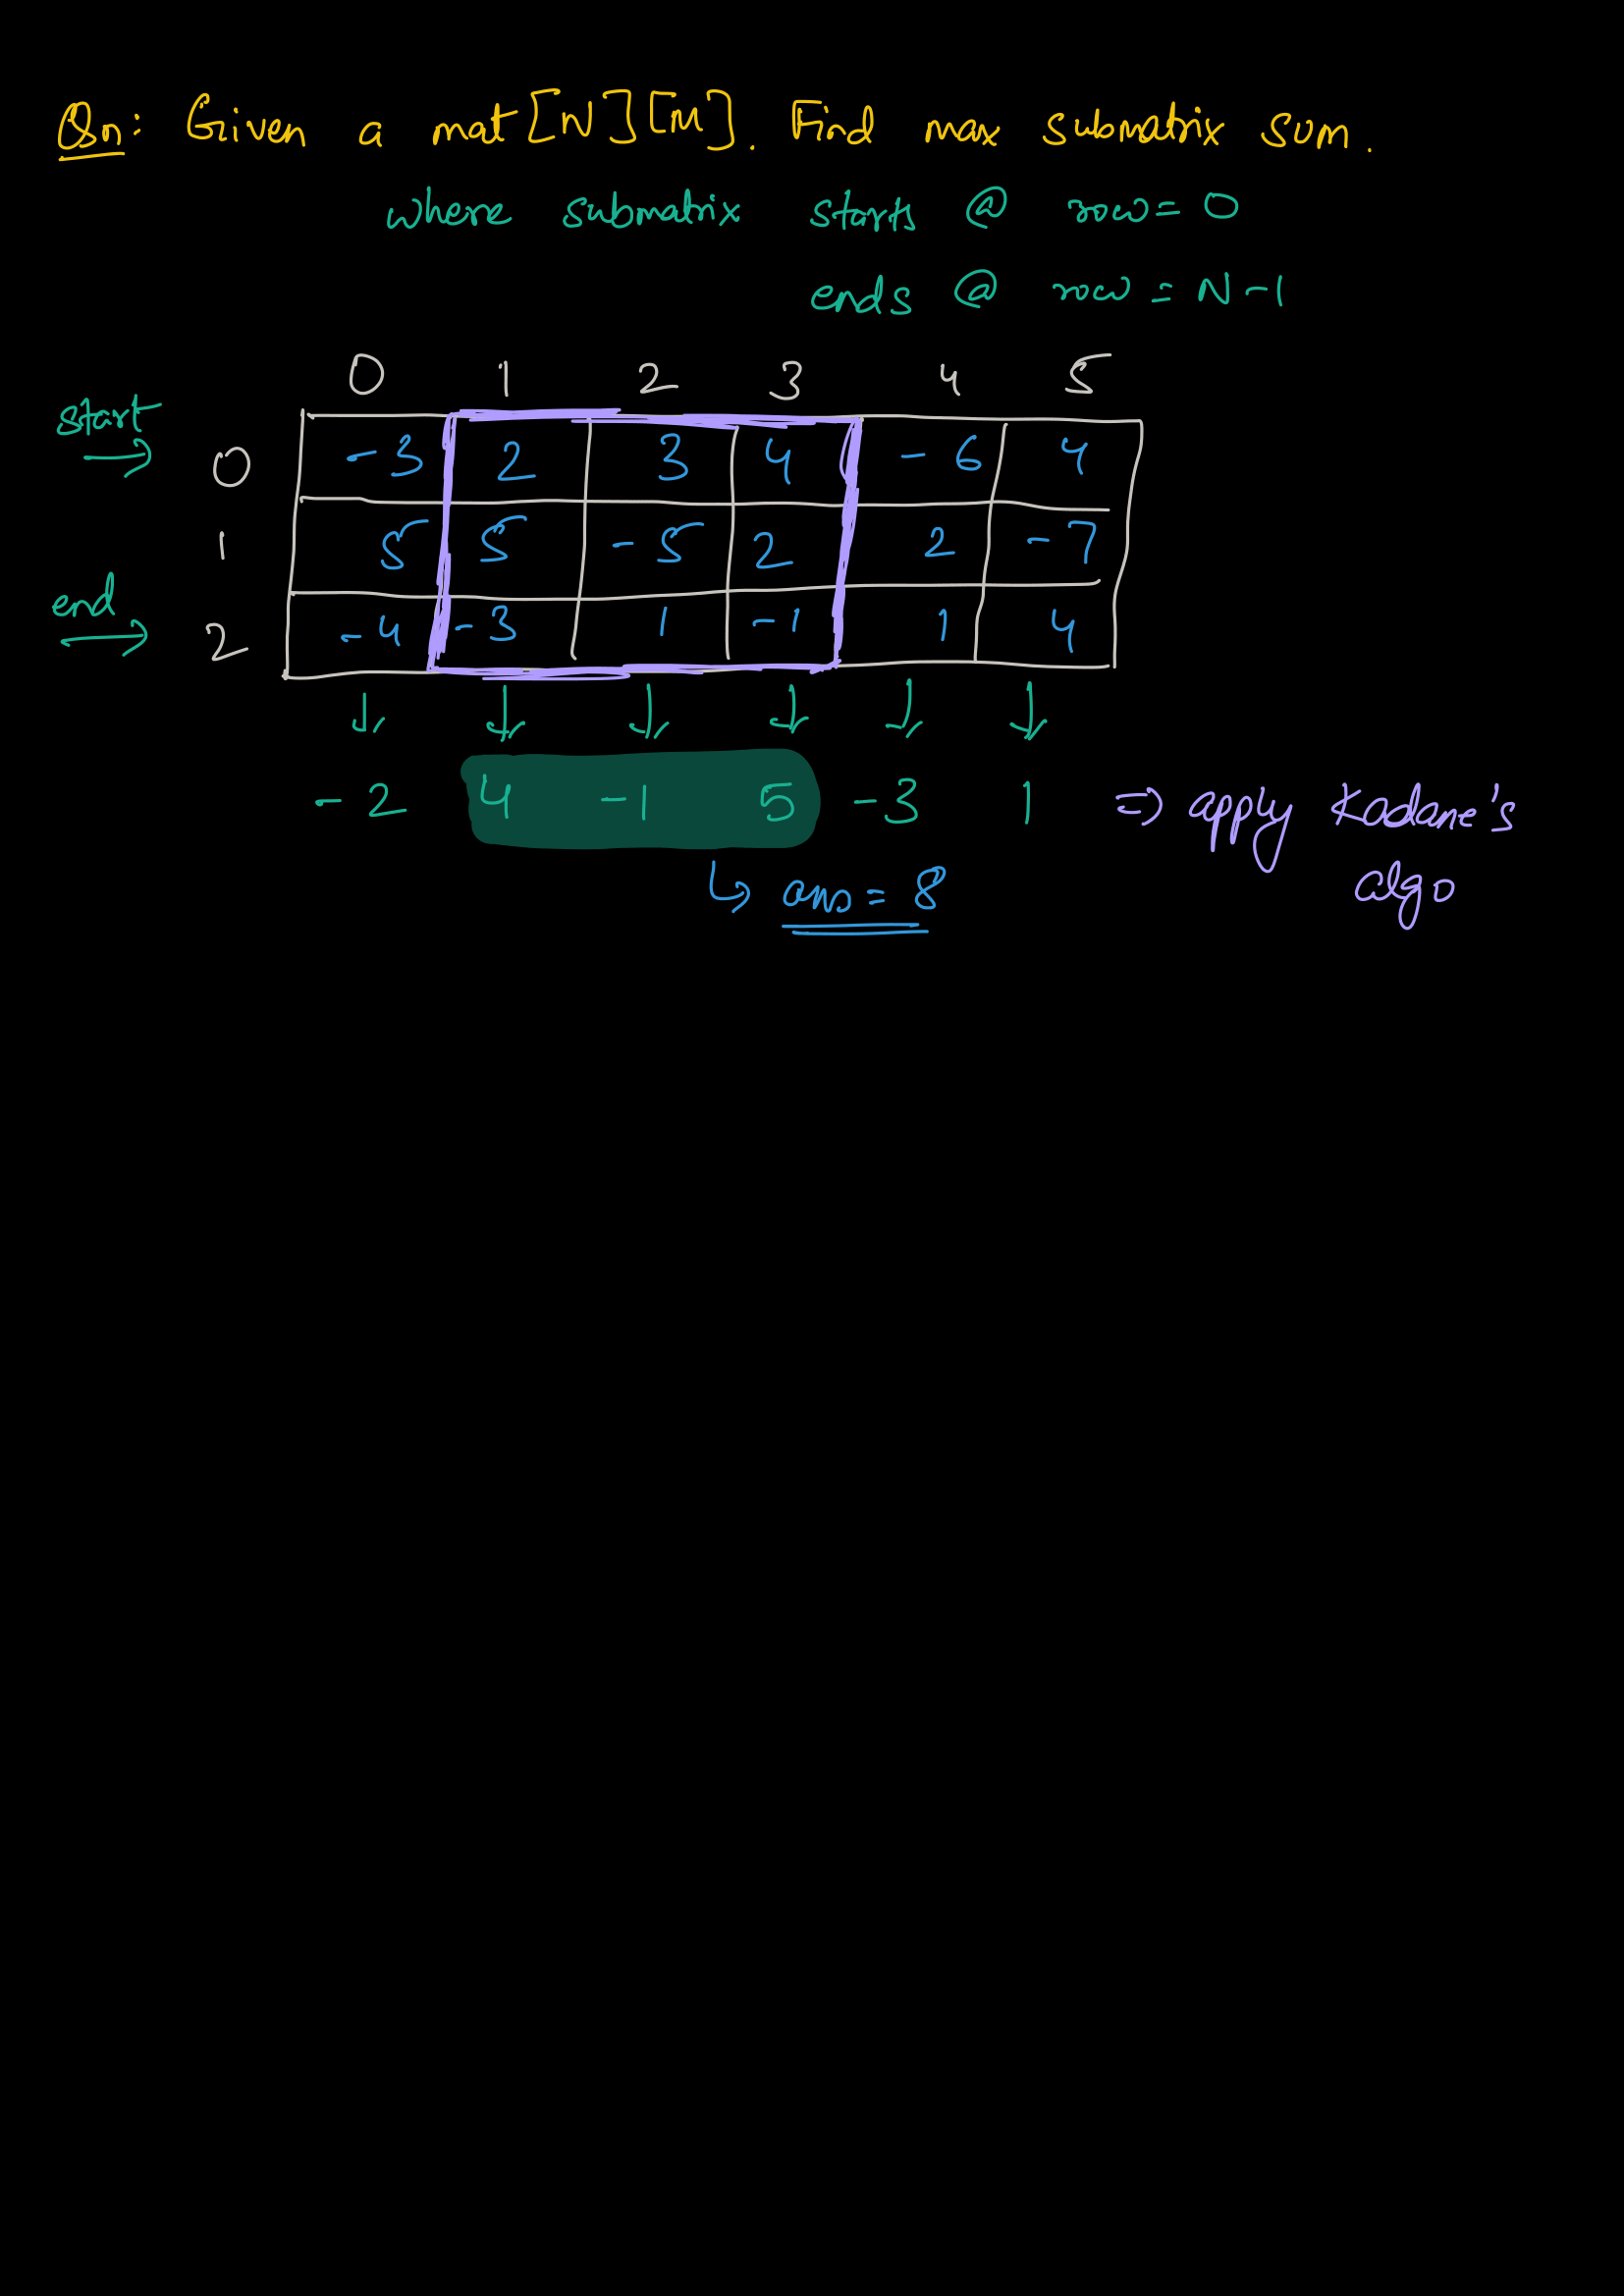 Qsn: Given a mat[N][M]. Find max submatrix sum.
where submatrix starts @ row = 0
ends @ row = N-1
0 1 2 3 4 5
start →
0 -3 2 3 4 -6 4
1 5 5 -5 2 2 -7
end →
2 -4 -3 1 -1 1 4
↓ ↓ ↓ ↓ ↓ ↓
-2 4 -1 5 -3 1 => apply Kadane's
algo
↳ ans = 8